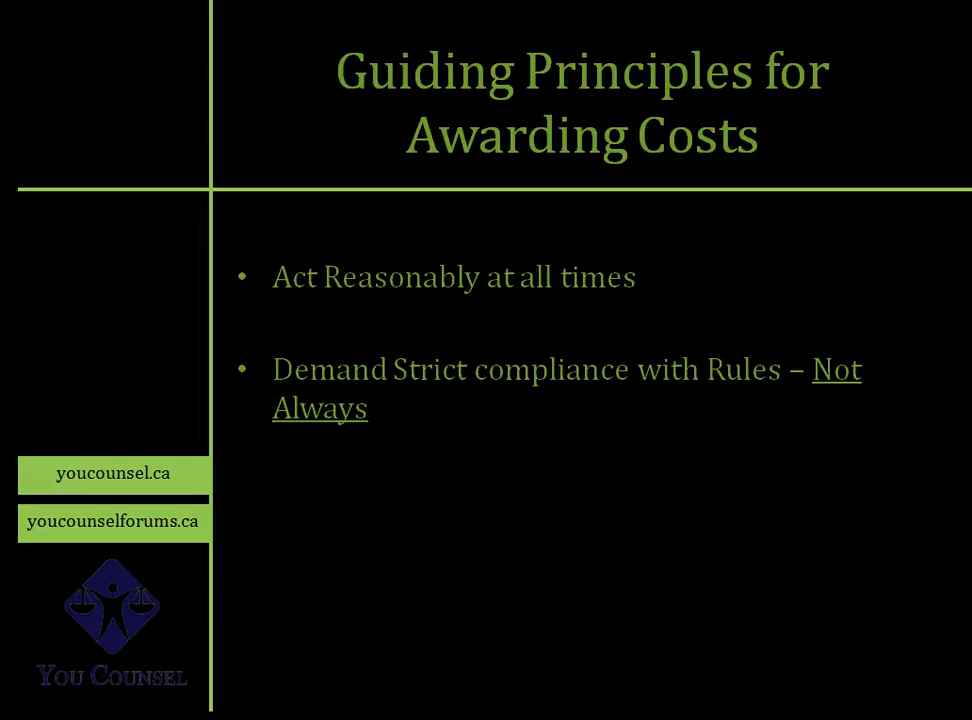 Guiding Principles for
Awarding Costs
• Act Reasonably at all times
• Demand Strict compliance with Rules – Not
Always
youcounsel.ca
youcounselforums.ca
YOU COUNSEL